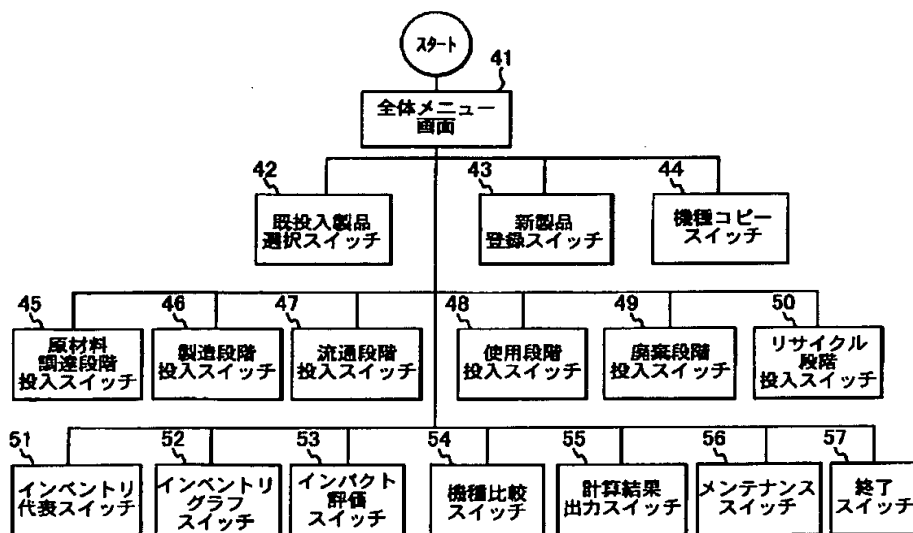 スタート
41
全体メニュー
画面
42
既投入製品
選択スイッチ
43
新製品
登録スイッチ
44
機種コピー
スイッチ
45
原材料
調達段階
投入スイッチ
46
製造段階
投入スイッチ
47
流通段階
投入スイッチ
48
使用段階
投入スイッチ
49
廃棄段階
投入スイッチ
50
リサイクル
段階
投入スイッチ
51
インベントリ
代表スイッチ
52
インベントリ
グラフ
スイッチ
53
インパクト
評価
スイッチ
54
機種比較
スイッチ
55
計算結果
出力スイッチ
56
メンテナンス
スイッチ
57
終了
スイッチ